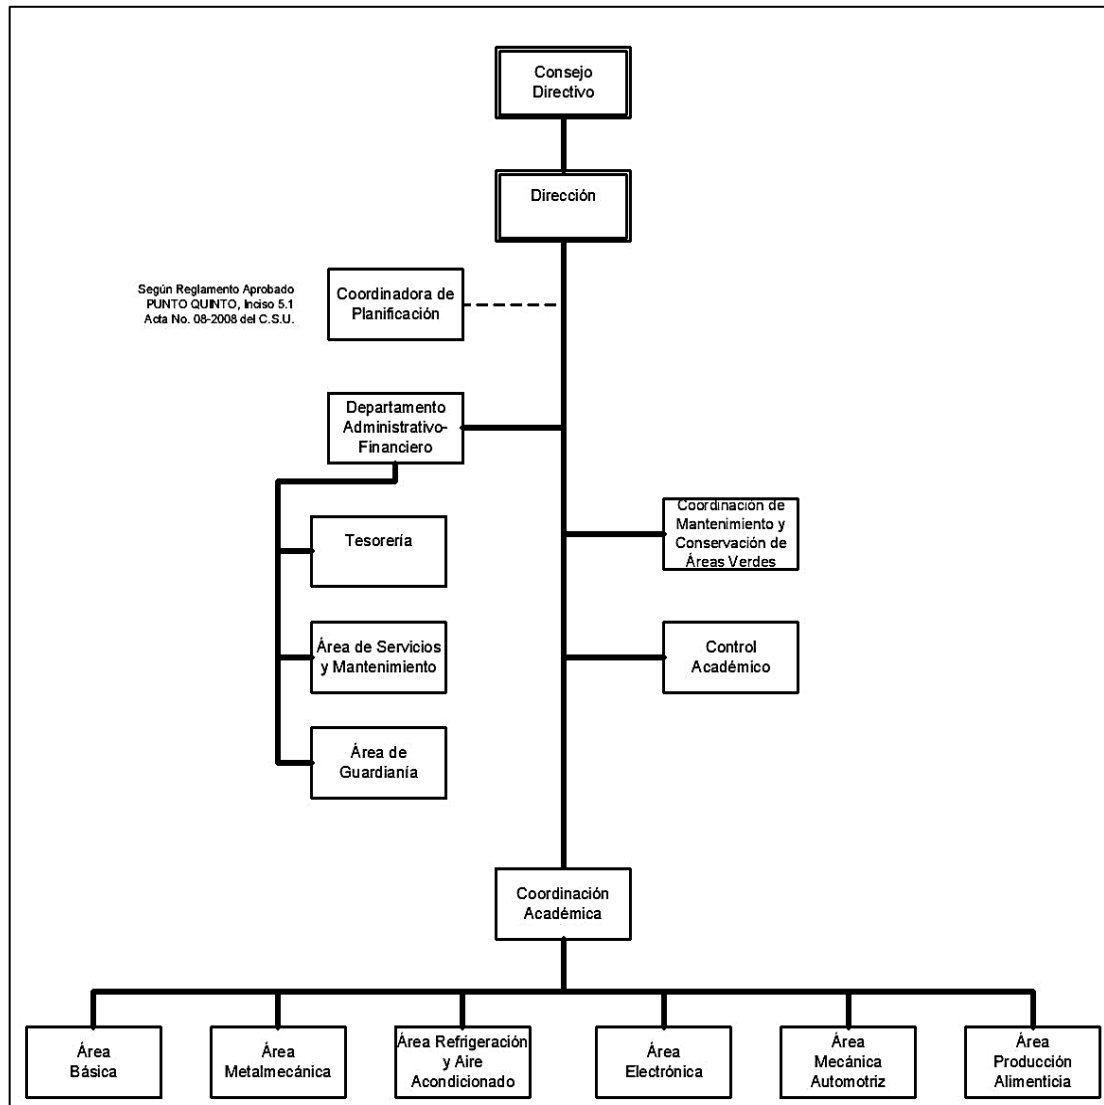 Consejo
Directivo
Dirección
Según Reglamento Aprobado
PUNTO QUINTO, Inciso 5.1
Acta No. 08-2008 del C.S.U.
Coordinadora de
Planificación
Departamento
Administrativo-
Financiero
Coordinación de
Mantenimiento y
Conservación de
Áreas Verdes
Tesorería
Área de Servicios
y Mantenimiento
Control
Académico
Área de
Guardianía
Coordinación
Académica
Área
Básica
Área
Metalmecánica
Área Refrigeración
y Aire
Acondicionado
Área
Electrónica
Área
Mecánica
Automotriz
Área
Producción
Alimenticia